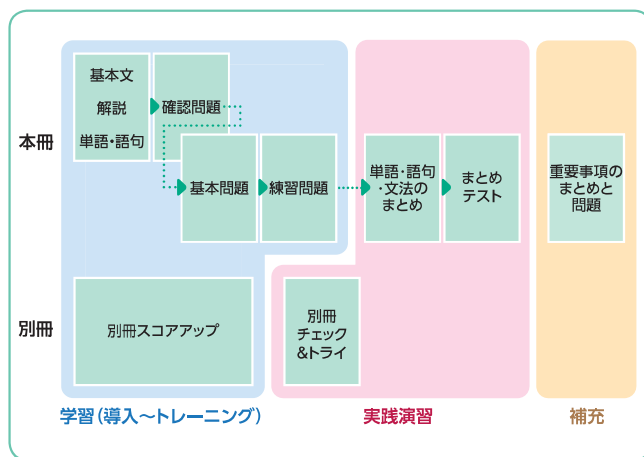 本冊
基本文
解説
単語・語句
確認問題
基本問題
練習問題
単語・語句
・文法の
まとめ
まとめ
テスト
重要事項の
まとめと
問題
別冊
別冊スコアアップ
別冊
チェック
&トライ
学習(導入〜トレーニング)
実践演習
補充